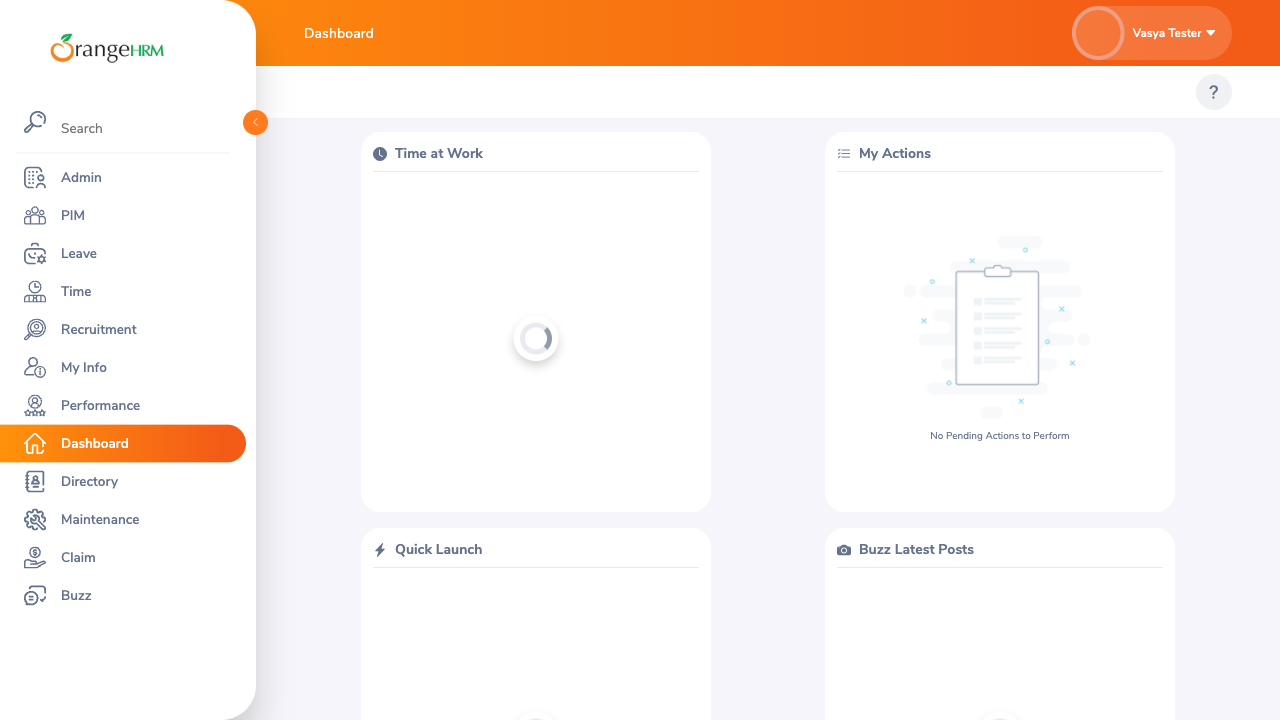 OrangeHRM
Search
Admin
PIM
Leave
Time
Recruitment
My Info
Performance
Dashboard
Directory
Maintenance
Claim
Buzz
Dashboard
Vasya Tester
?
Time at Work
My Actions
No Pending Actions to Perform
Quick Launch
Buzz Latest Posts